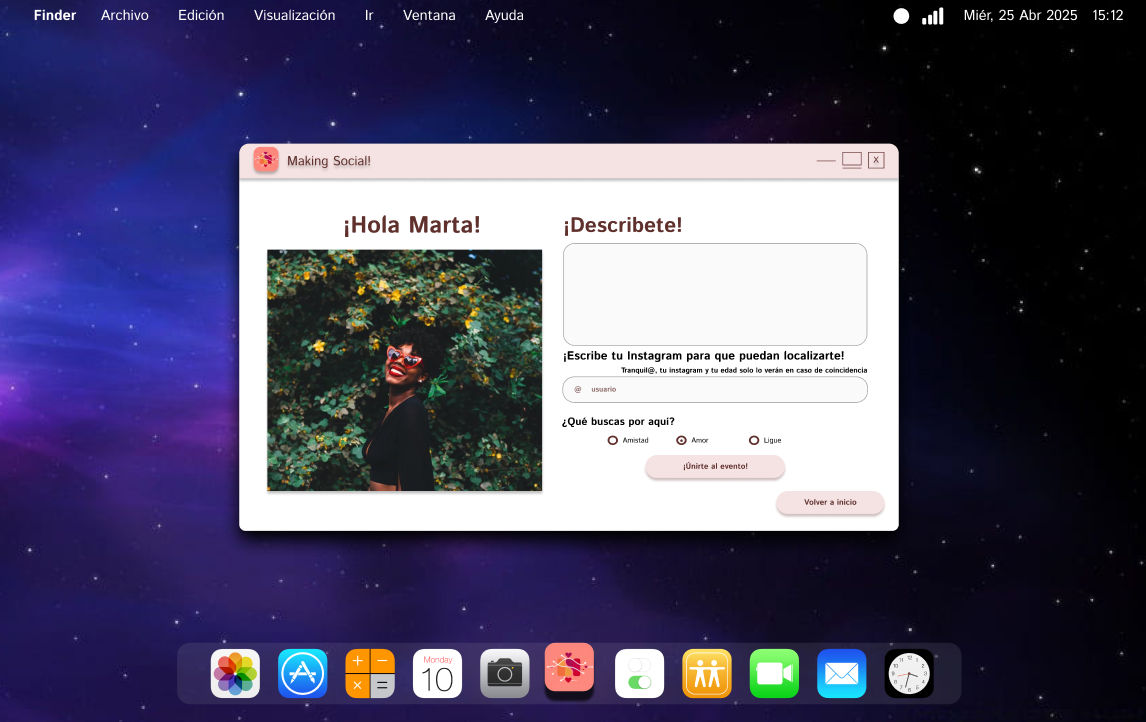 Finder Archivo Edición Visualización Ir Ventana Ayuda Miér, 25 Abr 2025 15:12
Making Social! X
¡Hola Marta!
¡Descríbete!
¡Escribe tu Instagram para que puedan localizarte!
Tranquil@, tu instagram y tu edad solo lo verán en caso de coincidencia
@ usuario
¿Qué buscas por aquí?
Amistad Amor Ligue
¡Únirte al evento!
Volver a inicio
Monday
10